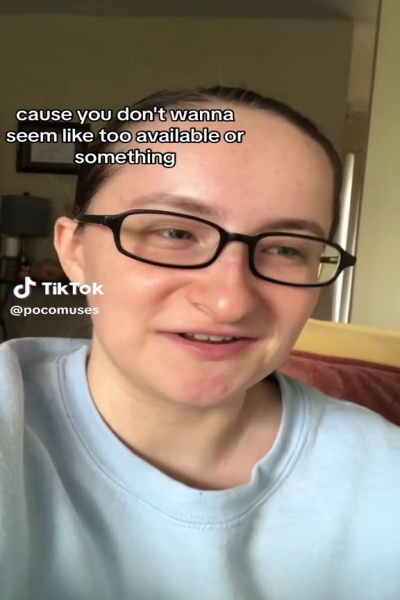 cause you don't wanna
seem like too available or
something
TikTok
@pocomuses